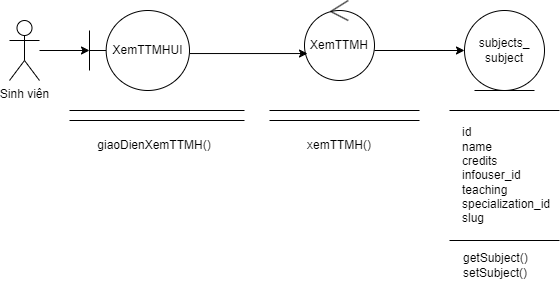 Sinh viên
XemTTMHUI
XemTTMH
subjects_
subject
giaoDienXemTTMH()
xemTTMH()
id
name
credits
infouser_id
teaching
specialization_id
slug
getSubject()
setSubject()